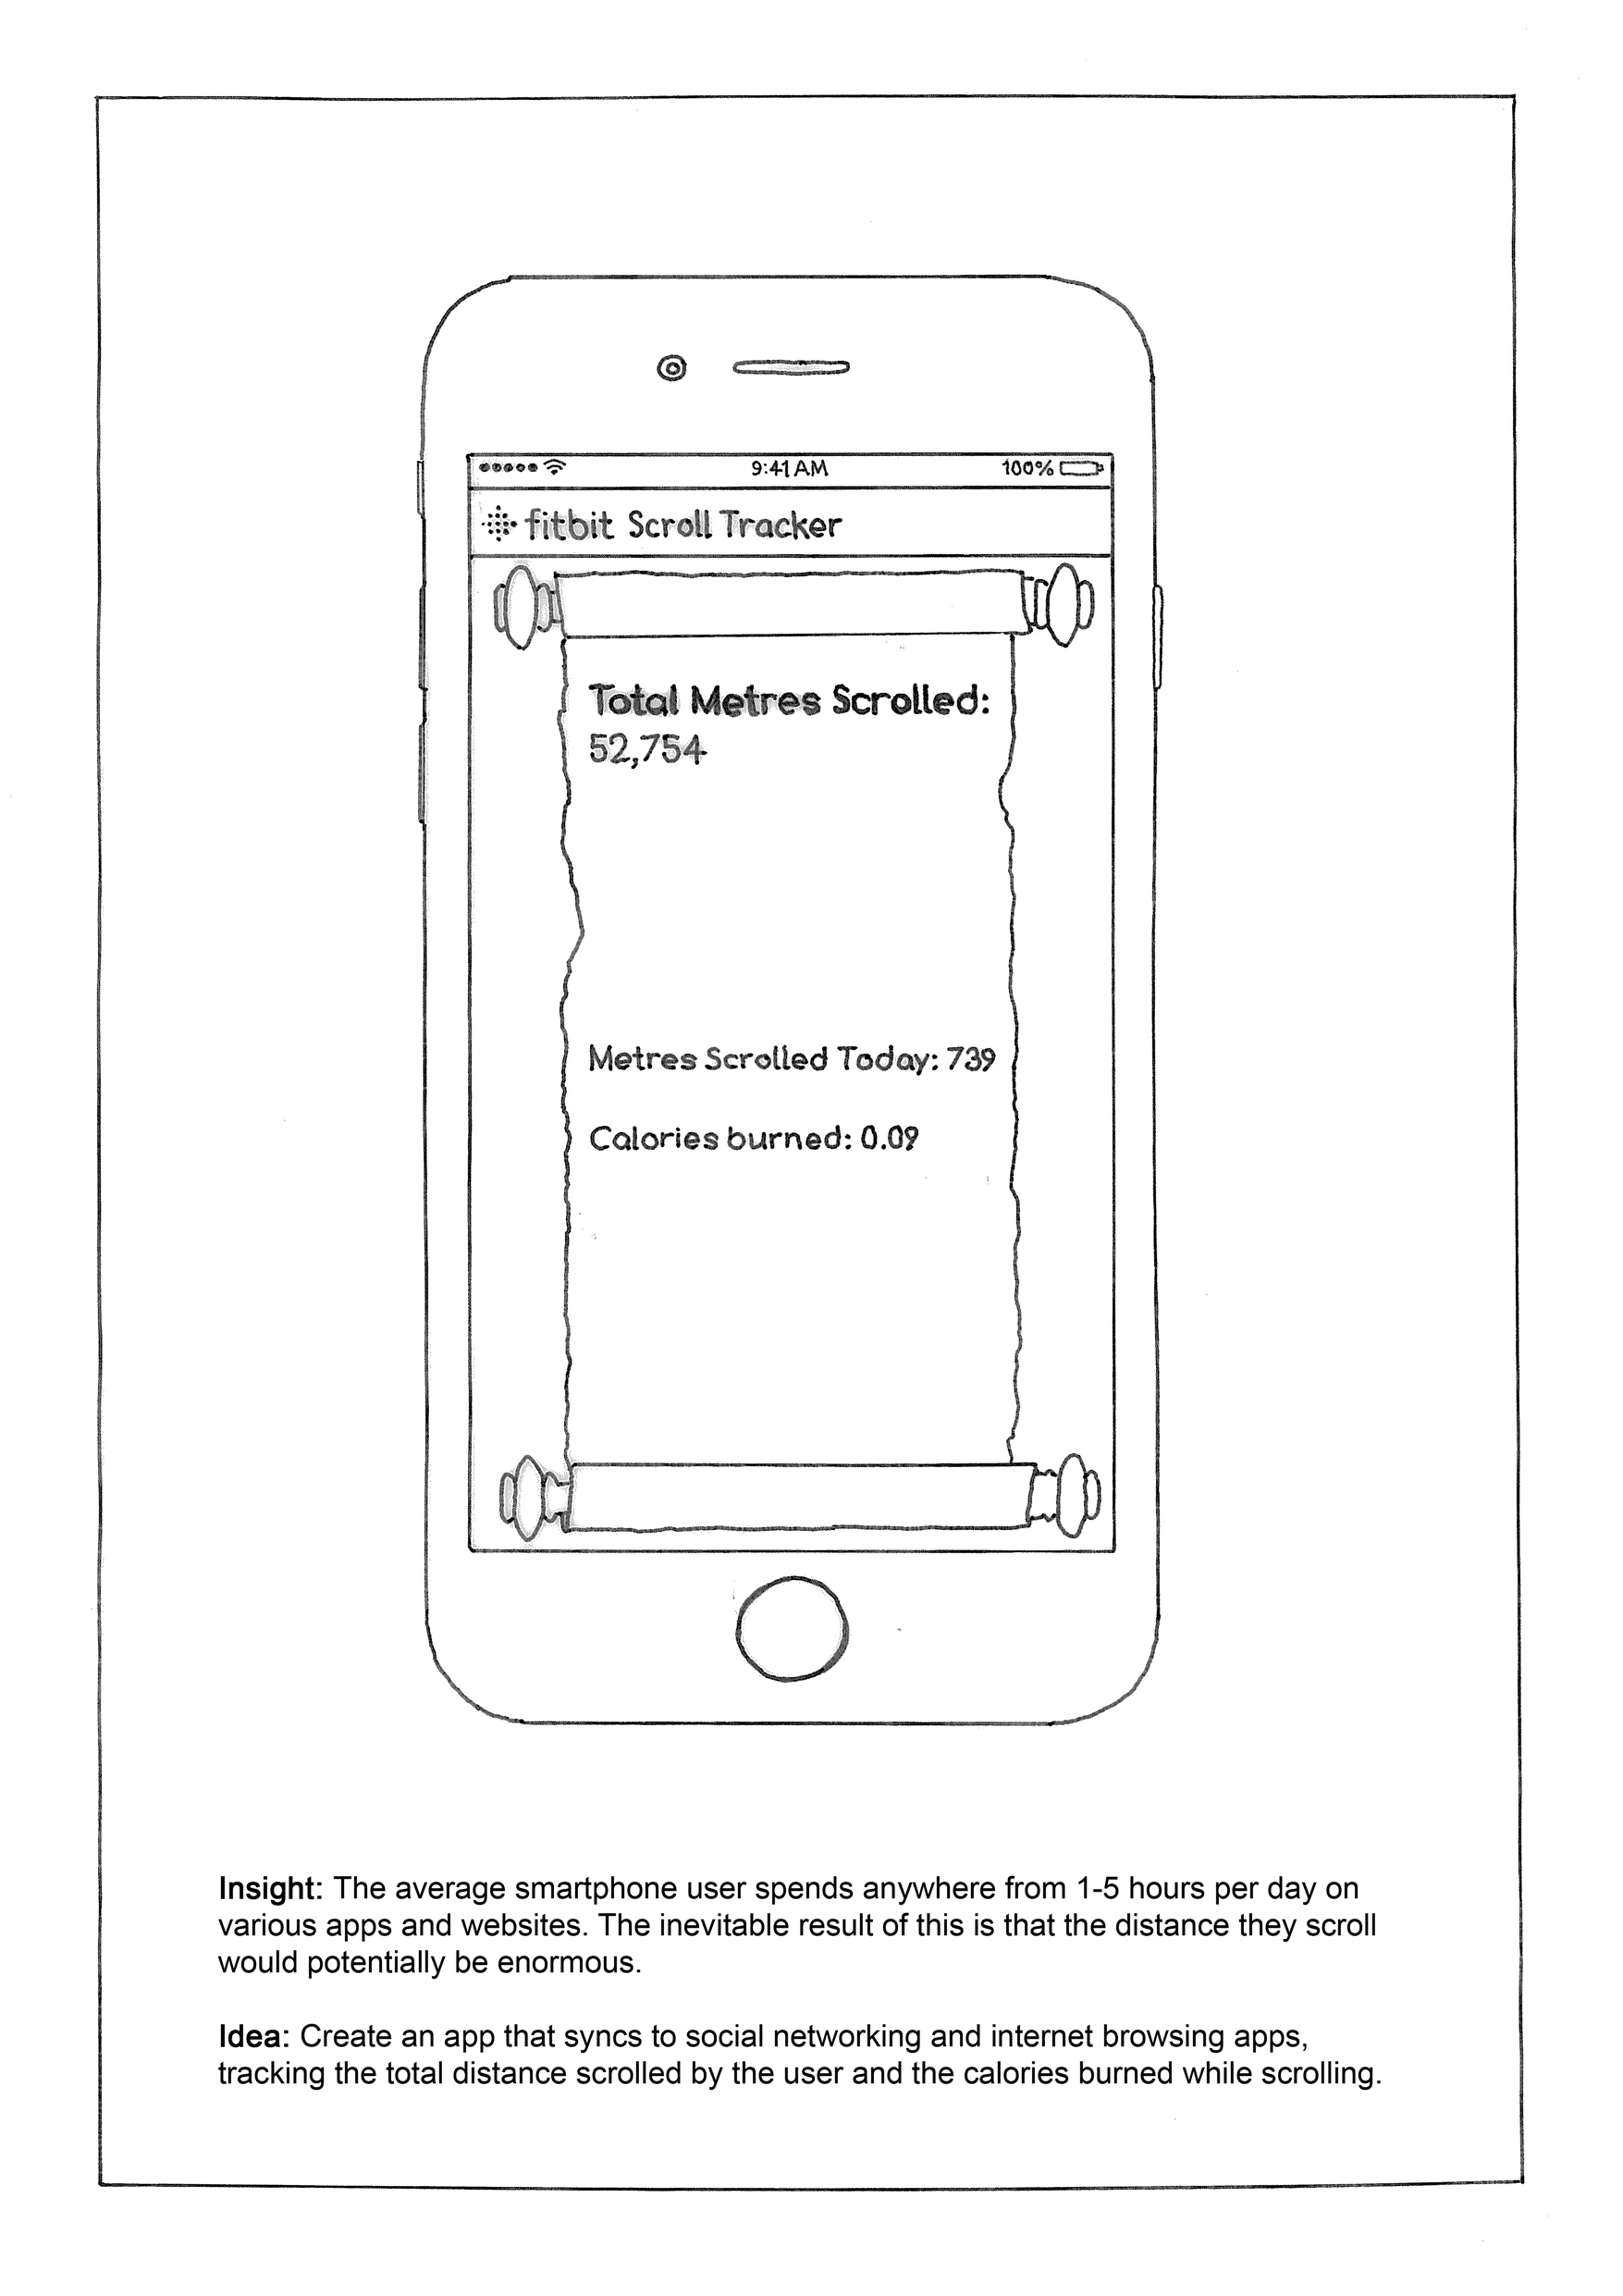 9:41 AM 100%
fitbit Scroll Tracker
Total Metres Scrolled:
52,754
Metres Scrolled Today: 739
Calories burned: 0.09
Insight: The average smartphone user spends anywhere from 1-5 hours per day on
various apps and websites. The inevitable result of this is that the distance they scroll
would potentially be enormous.
Idea: Create an app that syncs to social networking and internet browsing apps,
tracking the total distance scrolled by the user and the calories burned while scrolling.